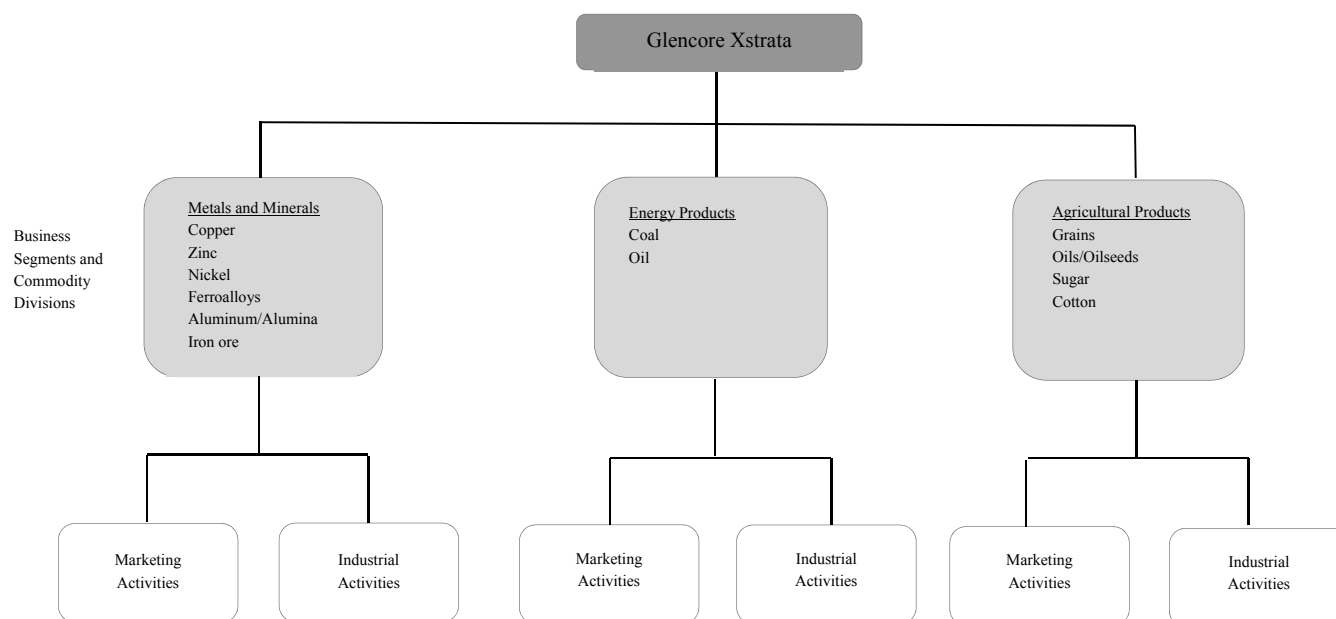 Glencore Xstrata
Business
Segments and
Commodity
Divisions
Metals and Minerals
Copper
Zinc
Nickel
Ferroalloys
Aluminum/Alumina
Iron ore
Energy Products
Coal
Oil
Agricultural Products
Grains
Oils/Oilseeds
Sugar
Cotton
Marketing
Activities
Industrial
Activities
Marketing
Activities
Industrial
Activities
Marketing
Activities
Industrial
Activities